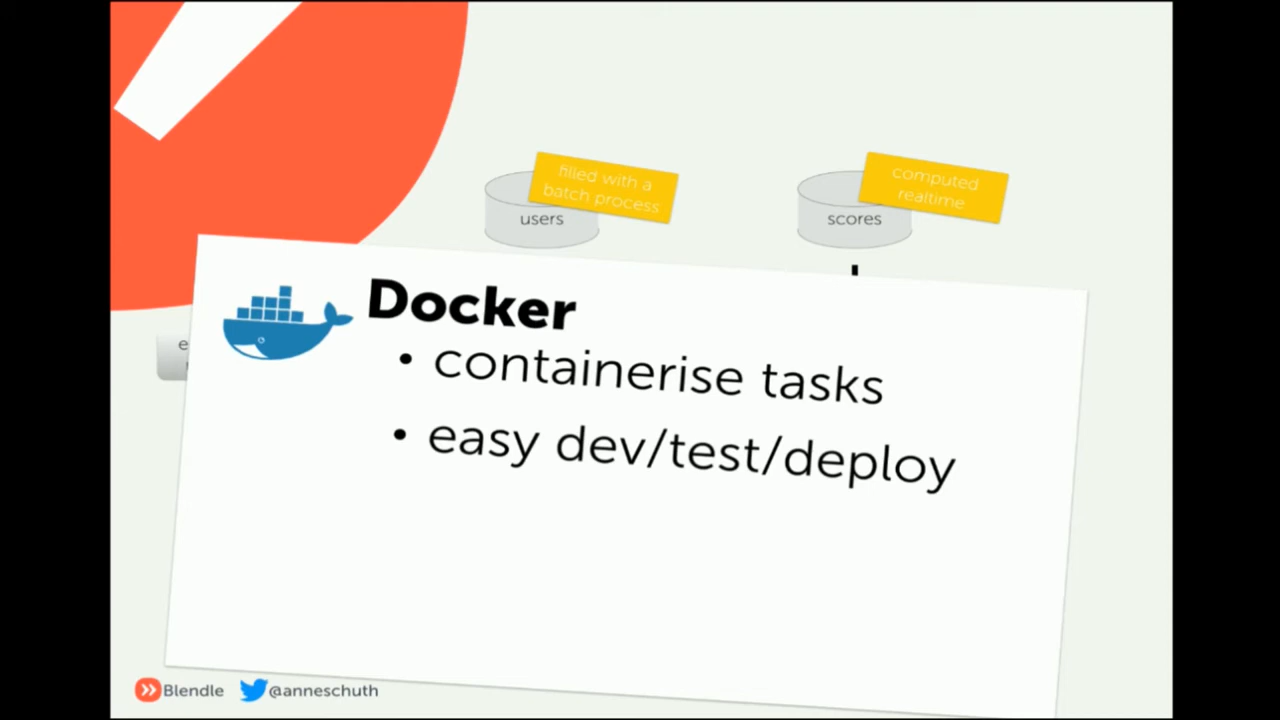 filled with a
batch process
users
computed
realtime
scores
Docker
• containerise tasks
• easy dev/test/deploy
Blendle @anneschuth